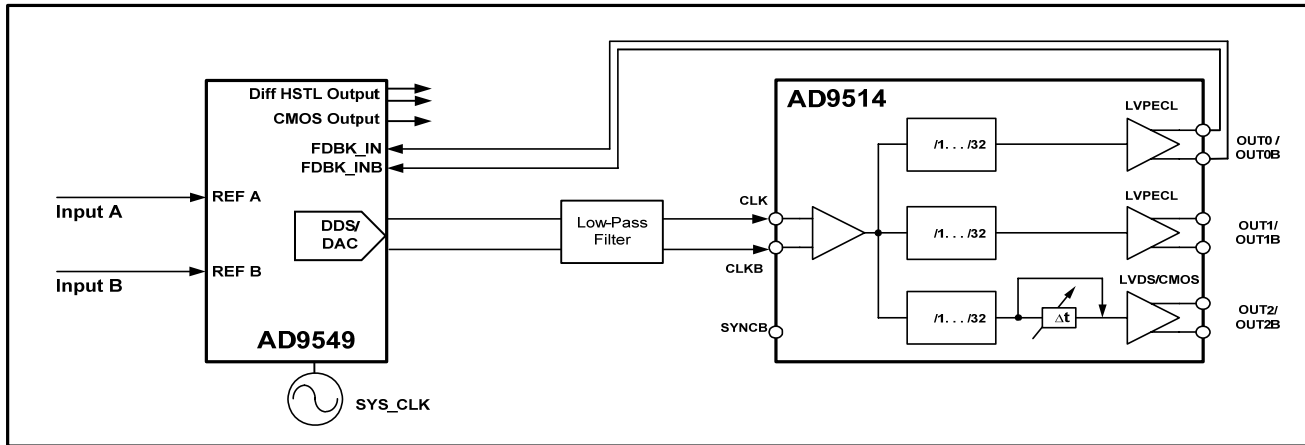 Diff HSTL Output
CMOS Output
FDBK_IN
FDBK_INB
REF A
Input A
DDS/
DAC
REF B
Input B
AD9549
SYS_CLK
Low-Pass
Filter
AD9514
CLK
CLKB
SYNCB
/1. . . /32
LVPECL
OUT0 /
OUT0B
/1. . . /32
LVPECL
OUT1/
OUT1B
/1. . . /32
Δt
LVDS/CMOS
OUT2/
OUT2B